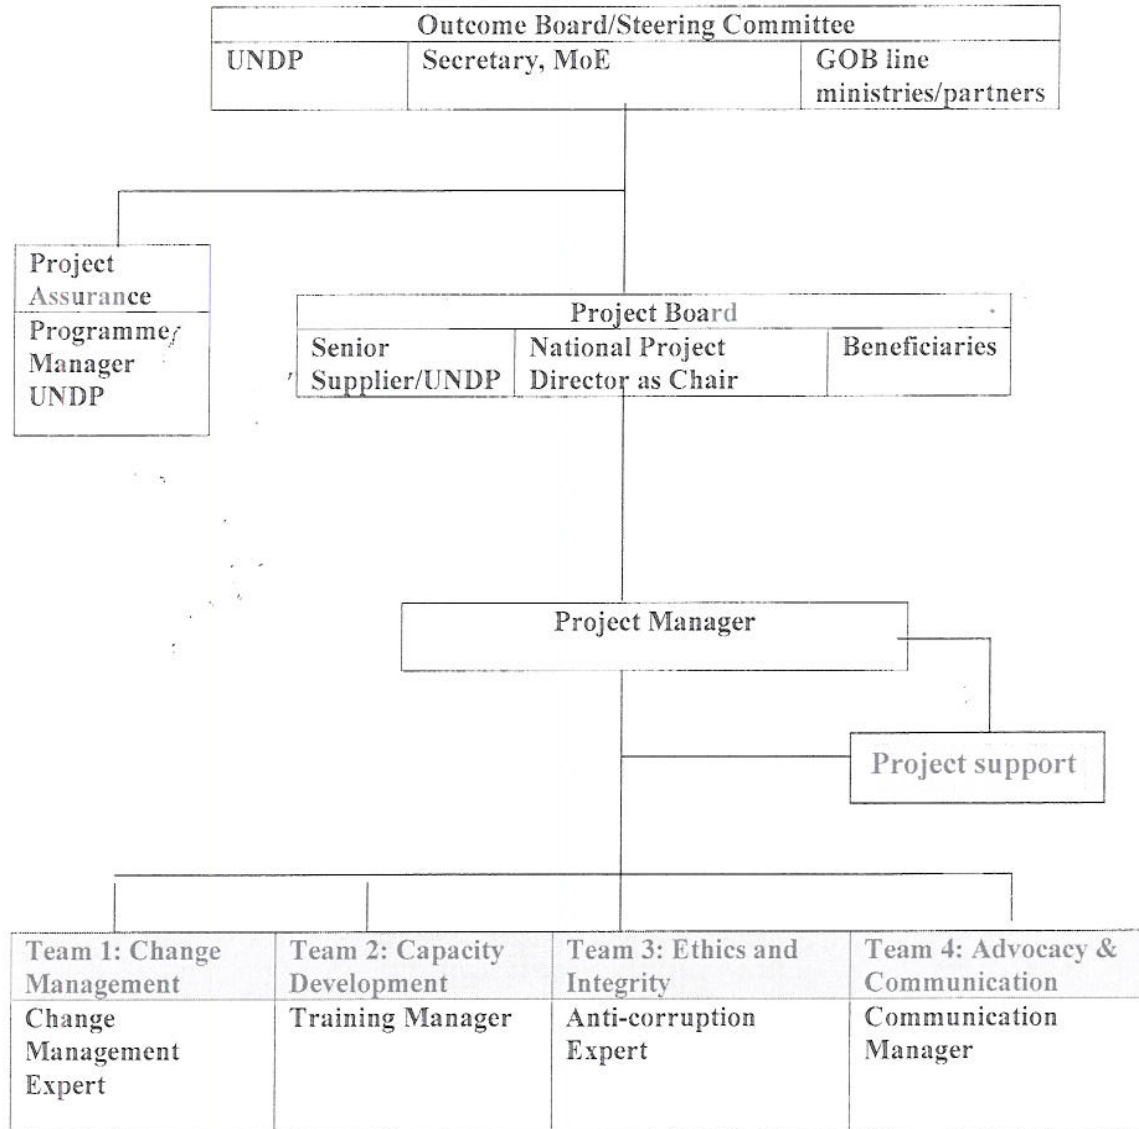 Outcome Board/Steering Committee
UNDP
Secretary, MoE
GOB line
ministries/partners
Project
Assurance
Programme
Manager
UNDP
Project Board
Senior
Supplier/UNDP
National Project
Director as Chair
Beneficiaries
Project Manager
Project support
Team 1: Change
Management
Team 2: Capacity
Development
Team 3: Ethics and
Integrity
Team 4: Advocacy &
Communication
Change
Management
Expert
Training Manager
Anti-corruption
Expert
Communication
Manager